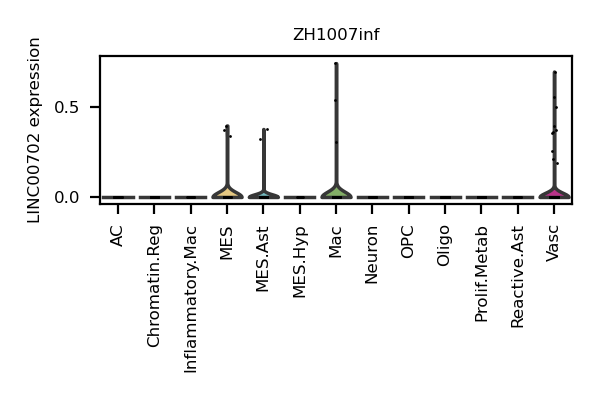 ZH1007inf
LINC00702 expression
0.5
0.0
AC
Chromatin.Reg
Inflammatory.Mac
MES
MES.Ast
MES.Hyp
Mac
Neuron
OPC
Oligo
Prolif.Metab
Reactive.Ast
Vasc